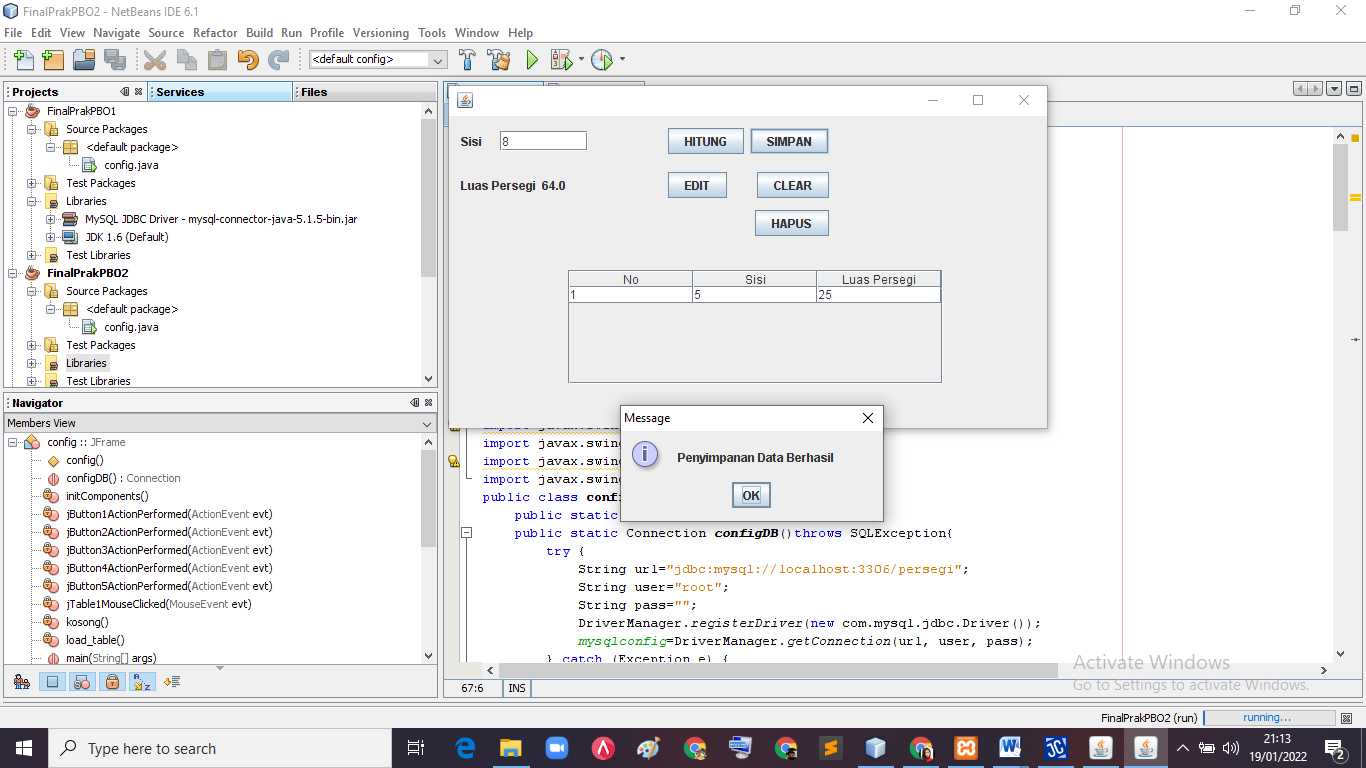 FinalPrakPBO2 - NetBeans IDE 6.1
File Edit View Navigate Source Refactor Build Run Profile Versioning Tools Window Help
<default config>
Projects
Services
Files
FinalPrakPBO1
Source Packages
<default package>
config.java
Test Packages
Libraries
MySQL JDBC Driver - mysql-connector-java-5.1.5-bin.jar
JDK 1.6 (Default)
Test Libraries
FinalPrakPBO2
Source Packages
<default package>
config.java
Test Packages
Libraries
Test Libraries
Navigator
Members View
config :: JFrame
config()
configDB() : Connection
initComponents()
jButton1ActionPerformed(ActionEvent evt)
jButton2ActionPerformed(ActionEvent evt)
jButton3ActionPerformed(ActionEvent evt)
jButton4ActionPerformed(ActionEvent evt)
jButton5ActionPerformed(ActionEvent evt)
jTable1MouseClicked(MouseEvent evt)
kosong()
load_table()
main(String[] args)
Sisi 8 HITUNG SIMPAN
Luas Persegi 64.0 EDIT CLEAR
HAPUS
No Sisi Luas Persegi
1 5 25
Message
Penyimpanan Data Berhasil
OK
import javax.swin
import javax.swin
import javax.swin
public class conf
public static
public static Connection configDB()throws SQLException{
try {
String url="jdbc:mysql://localhost:3306/persegi";
String user="root";
String pass="";
DriverManager.registerDriver(new com.mysql.jdbc.Driver());
mysqlconfig=DriverManager.getConnection(url, user, pass);
} catch (Exception e) {
67:6 INS
Activate Windows
Go to Settings to activate Windows.
FinalPrakPBO2 (run) running...
Type here to search
21:13
19/01/2022
2